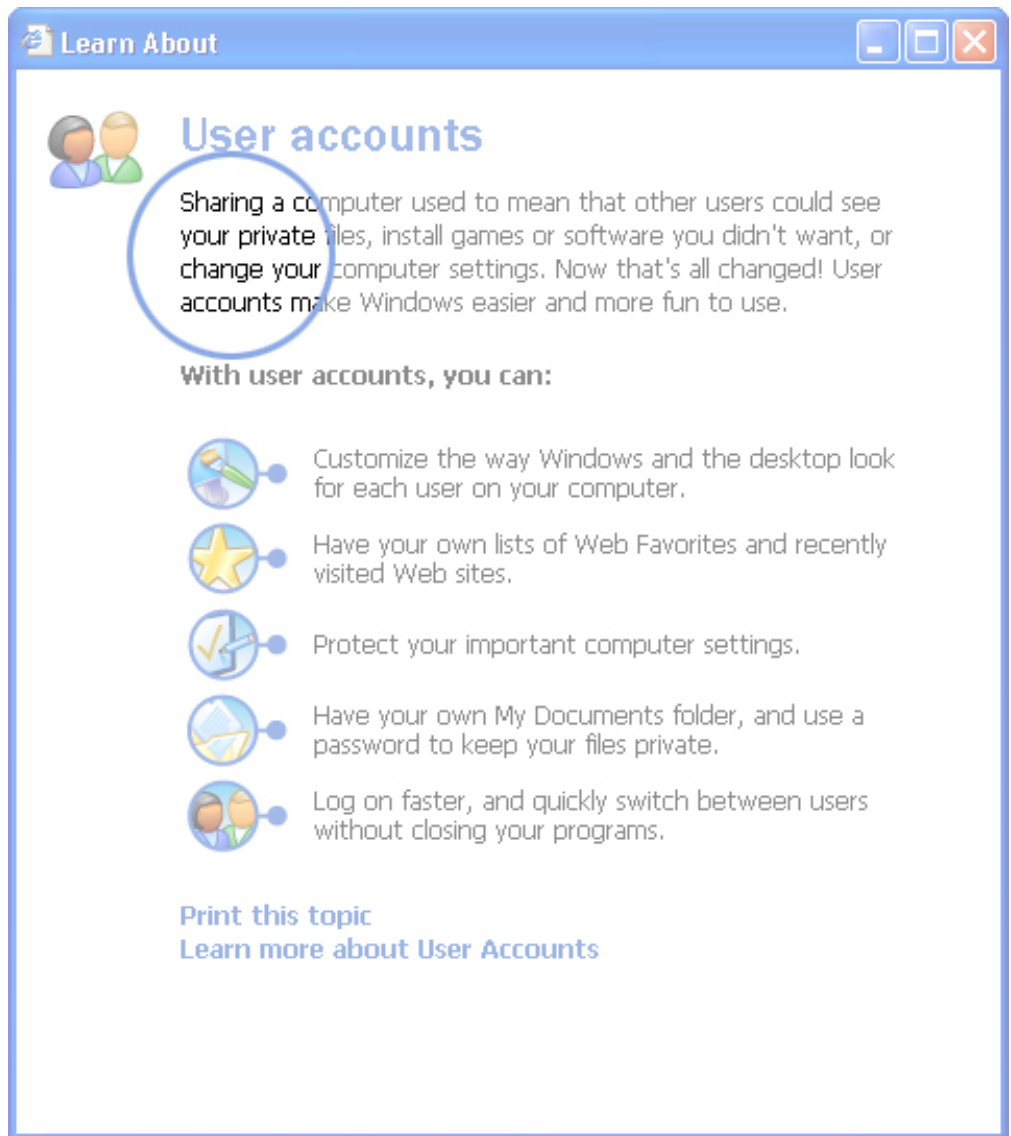 Learn About
User accounts
Sharing a computer used to mean that other users could see
your private files, install games or software you didn't want, or
change your computer settings. Now that's all changed! User
accounts make Windows easier and more fun to use.
With user accounts, you can:
Customize the way Windows and the desktop look
for each user on your computer.
Have your own lists of Web Favorites and recently
visited Web sites.
Protect your important computer settings.
Have your own My Documents folder, and use a
password to keep your files private.
Log on faster, and quickly switch between users
without closing your programs.
Print this topic
Learn more about User Accounts